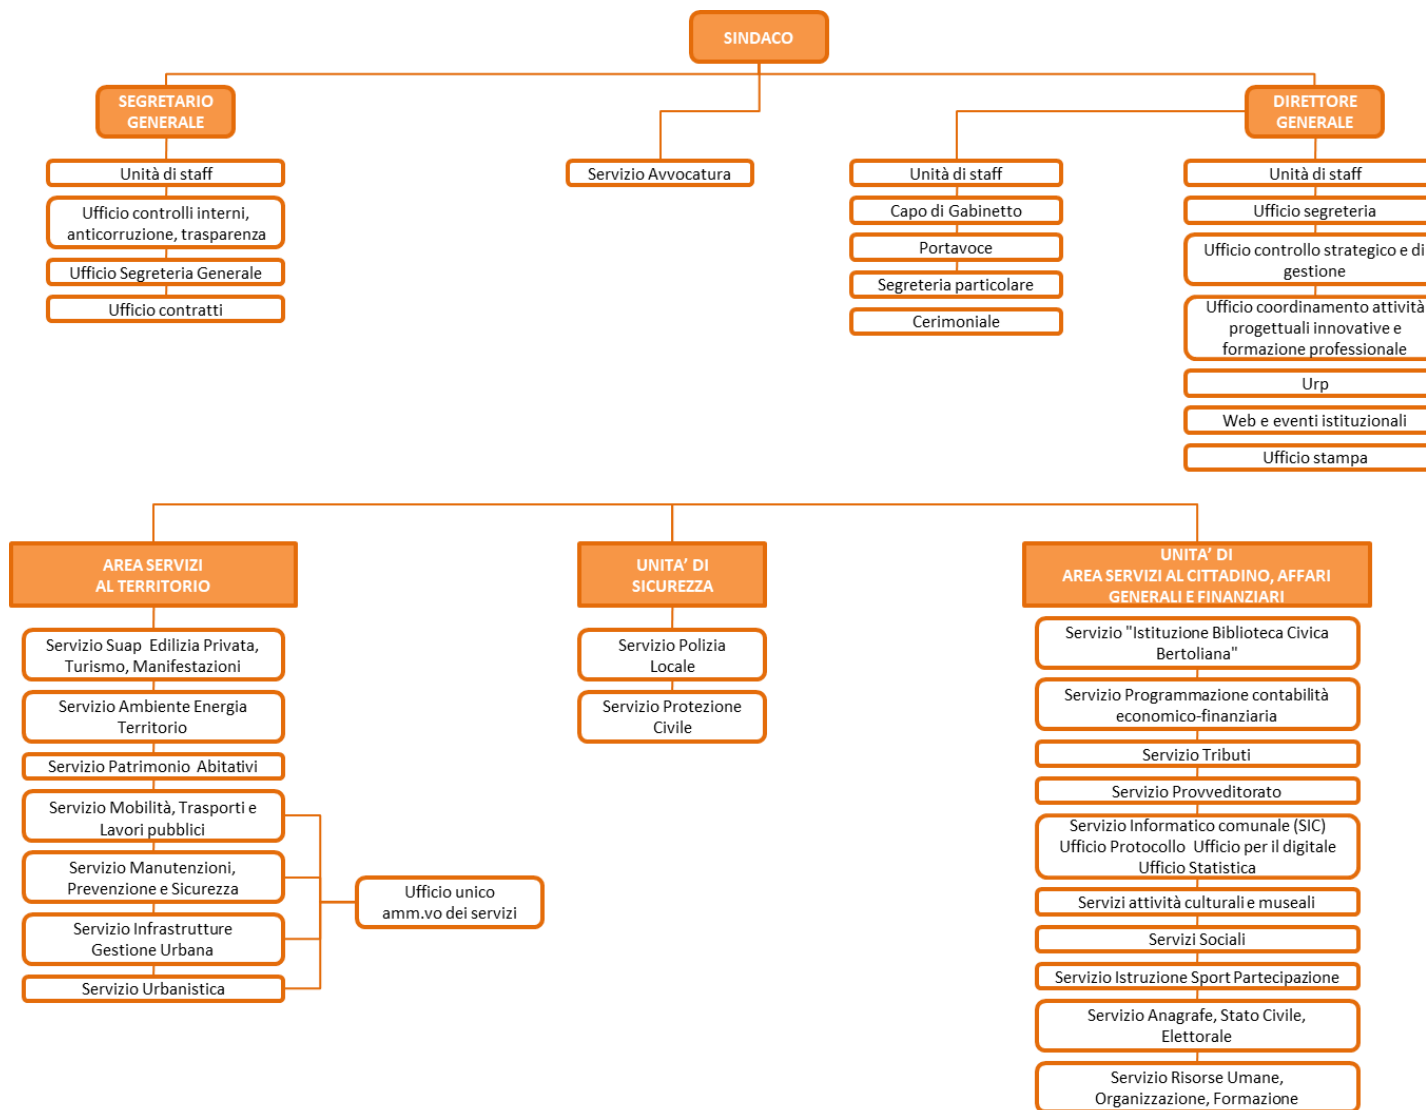 SINDACO
SEGRETARIO
GENERALE
Unità di staff
Ufficio controlli interni,
anticorruzione, trasparenza
Ufficio Segreteria Generale
Ufficio contratti
Servizio Avvocatura
DIRETTORE
GENERALE
Unità di staff
Capo di Gabinetto
Portavoce
Segreteria particolare
Cerimoniale
Unità di staff
Ufficio segreteria
Ufficio controllo strategico e di
gestione
Ufficio coordinamento attività
progettuali innovative e
formazione professionale
Urp
Web e eventi istituzionali
Ufficio stampa
AREA SERVIZI
AL TERRITORIO
Servizio Suap  Edilizia Privata,
Turismo, Manifestazioni
Servizio Ambiente Energia
Territorio
Servizio Patrimonio  Abitativi
Servizio Mobilità, Trasporti e
Lavori pubblici
Servizio Manutenzioni,
Prevenzione e Sicurezza
Servizio Infrastrutture
Gestione Urbana
Servizio Urbanistica
Ufficio unico
amm.vo dei servizi
UNITA’ DI
SICUREZZA
Servizio Polizia
Locale
Servizio Protezione
Civile
UNITA’ DI
AREA SERVIZI AL CITTADINO, AFFARI
GENERALI E FINANZIARI
Servizio "Istituzione Biblioteca Civica
Bertoliana"
Servizio Programmazione contabilità
economico-finanziaria
Servizio Tributi
Servizio Provveditorato
Servizio Informatico comunale (SIC)
Ufficio Protocollo  Ufficio per il digitale
Ufficio Statistica
Servizi attività culturali e museali
Servizi Sociali
Servizio Istruzione Sport Partecipazione
Servizio Anagrafe, Stato Civile,
Elettorale
Servizio Risorse Umane,
Organizzazione, Formazione